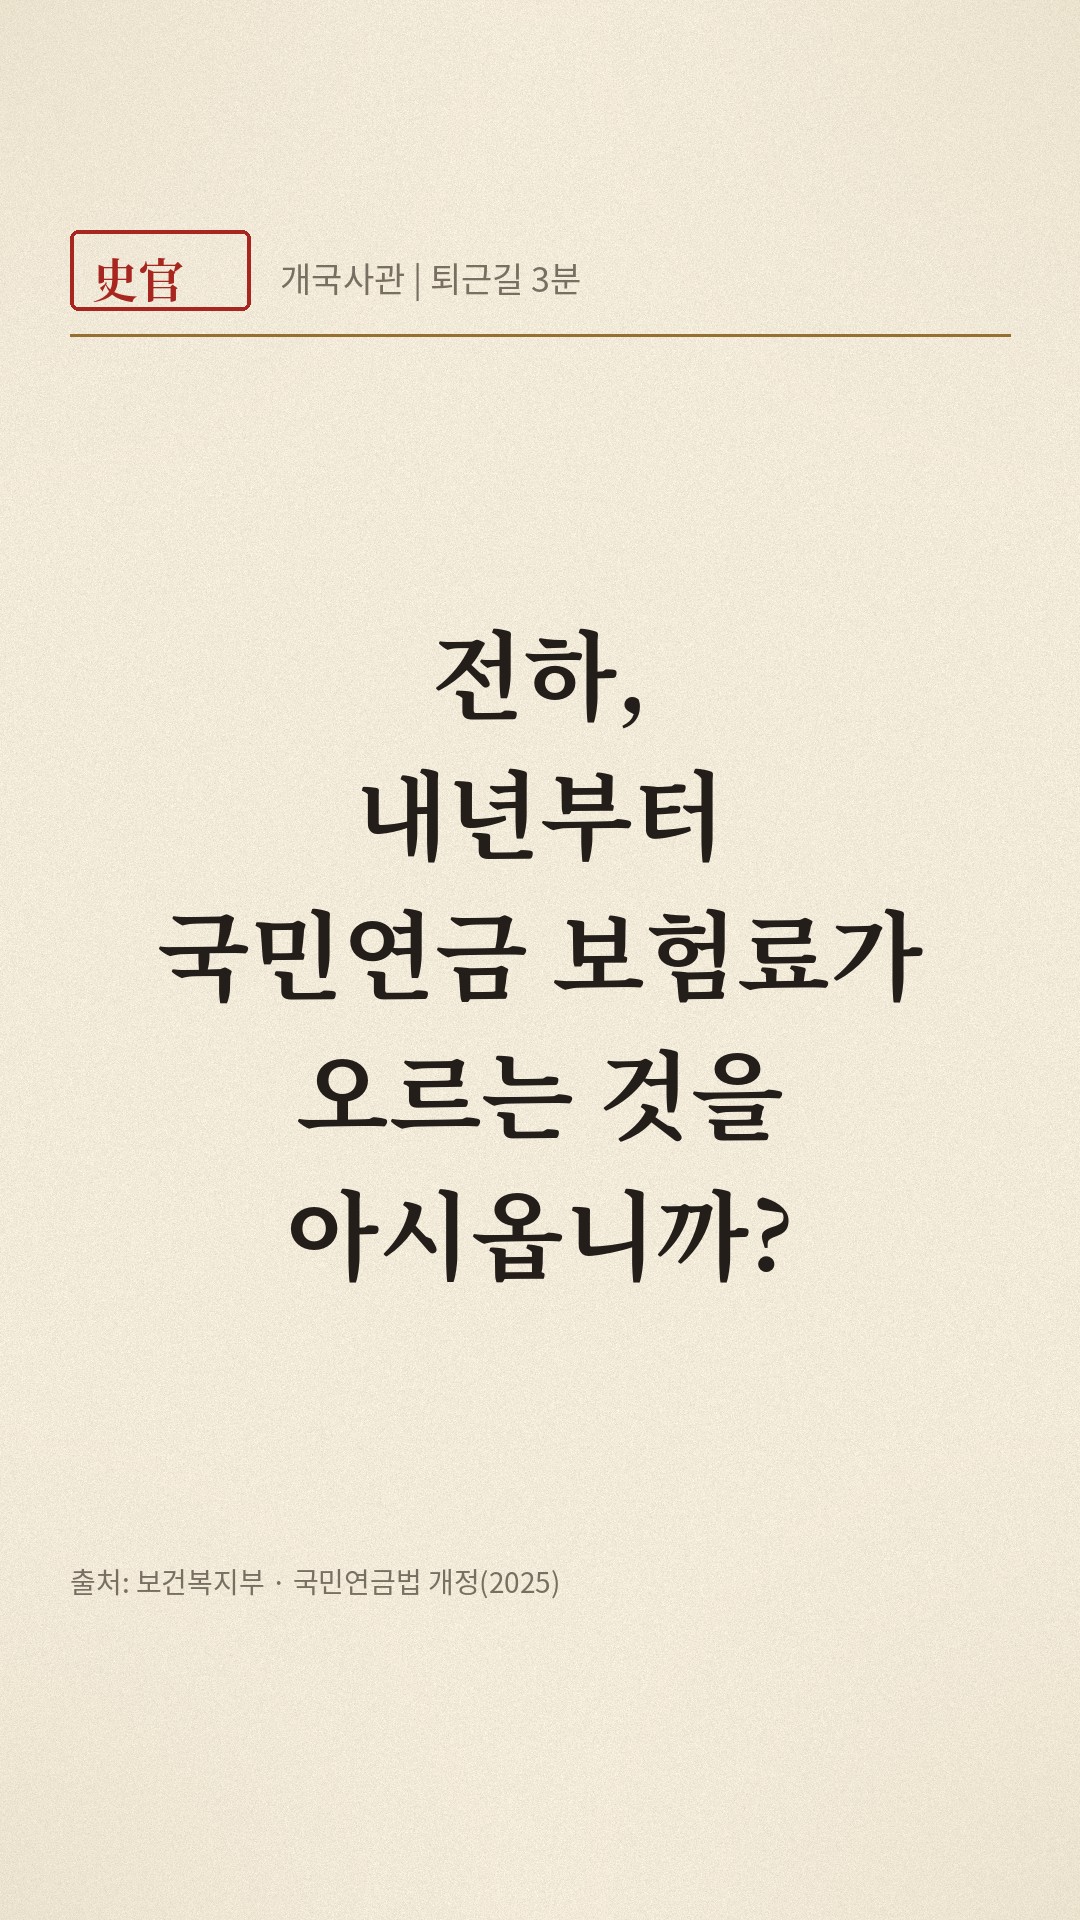 史官
개국사관 | 퇴근길 3분
전하,
내년부터
국민연금 보험료가
오르는 것을
아시옵니까?
출처: 보건복지부 · 국민연금법 개정(2025)